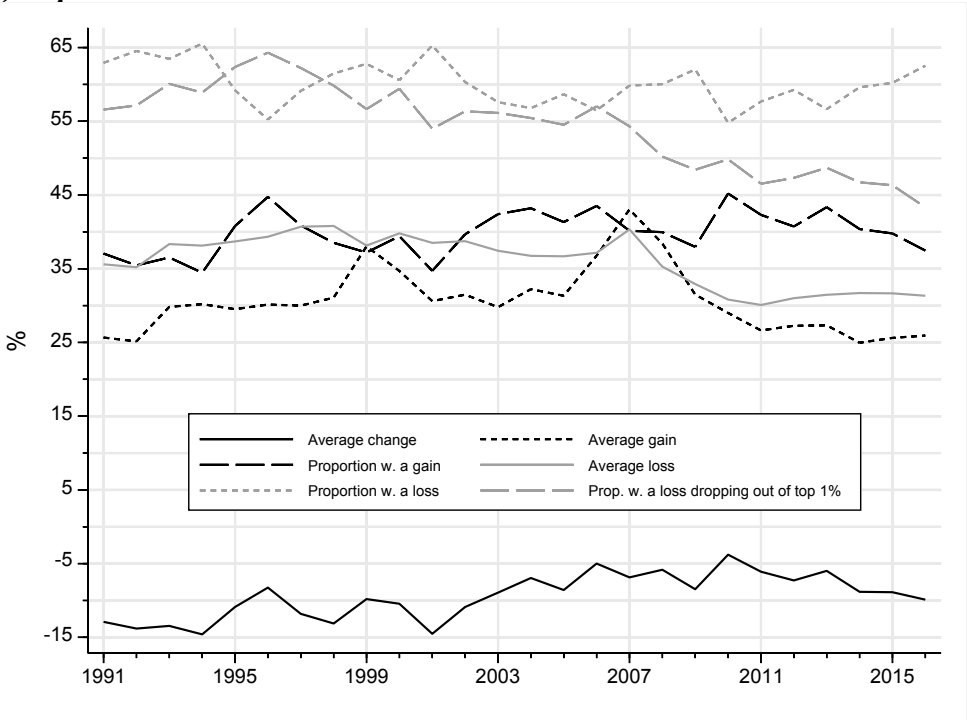 65
55
45
35
25
15
5
-5
-15
%
Average change
Average gain
Proportion w. a gain
Average loss
Proportion w. a loss
Prop. w. a loss dropping out of top 1%
1991 1995 1999 2003 2007 2011 2015